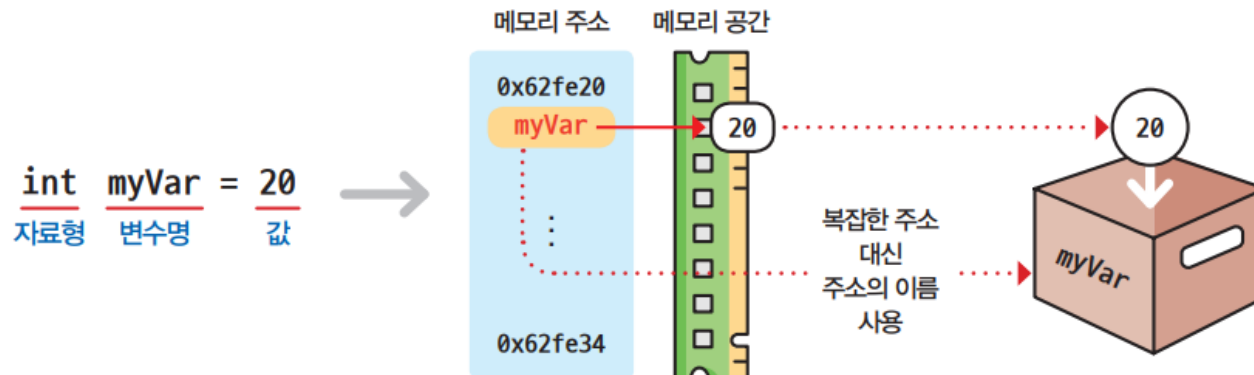 메모리 주소
메모리 공간
0x62fe20
myVar
20
20
int myVar = 20
자료형 변수명 값
⋮
복잡한 주소
대신
주소의 이름
사용
myVar
0x62fe34